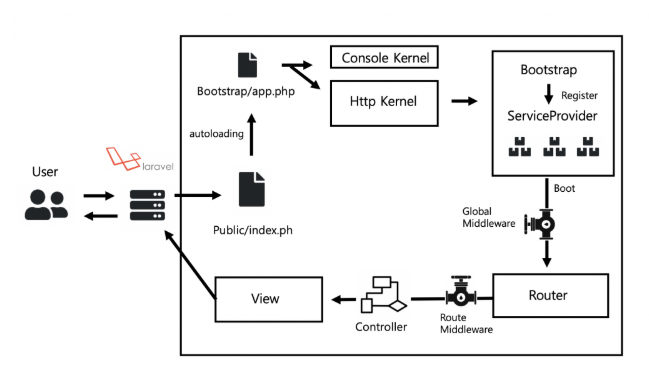 Console Kernel
Bootstrap/app.php
Http Kernel
Bootstrap
Register
ServiceProvider
autoloading
laravel
User
Public/index.ph
Boot
Global
Middleware
View
Controller
Route
Middleware
Router